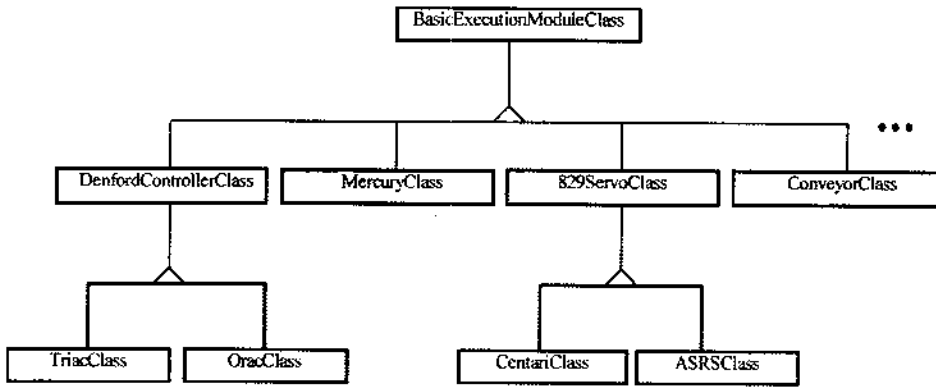 BasicExecutionModuleClass
•••
DenfordControllerClass
MercuryClass
829ServoClass
ConveyorClass
TriacClass
OracClass
CentariClass
ASRSClass